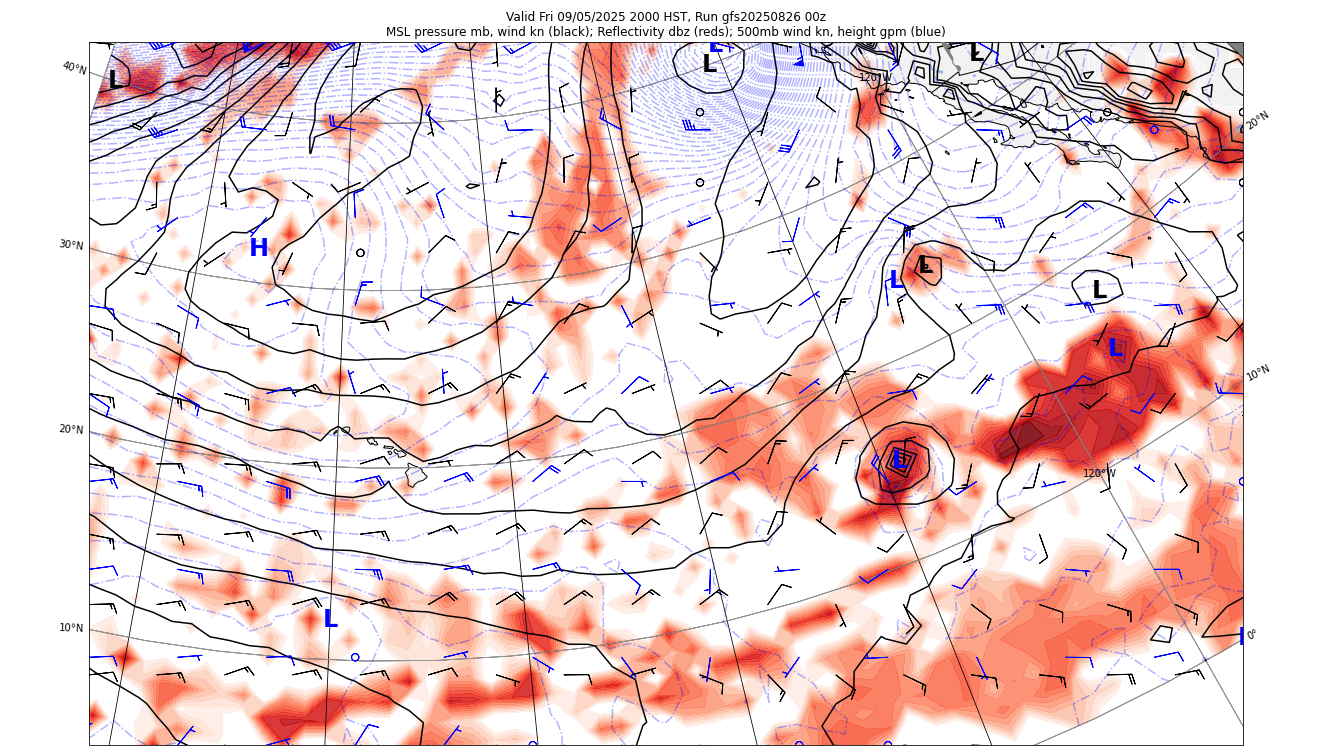 Valid Fri 09/05/2025 2000 HST, Run gfs20250826 00z
MSL pressure mb, wind kn (black); Reflectivity dbz (reds); 500mb wind kn, height gpm (blue)
L
L
L
40°N
L
120°W
20°N
30°N
H
L
L
L
L
10°N
20°N
L
120°W
10°N
L
0°